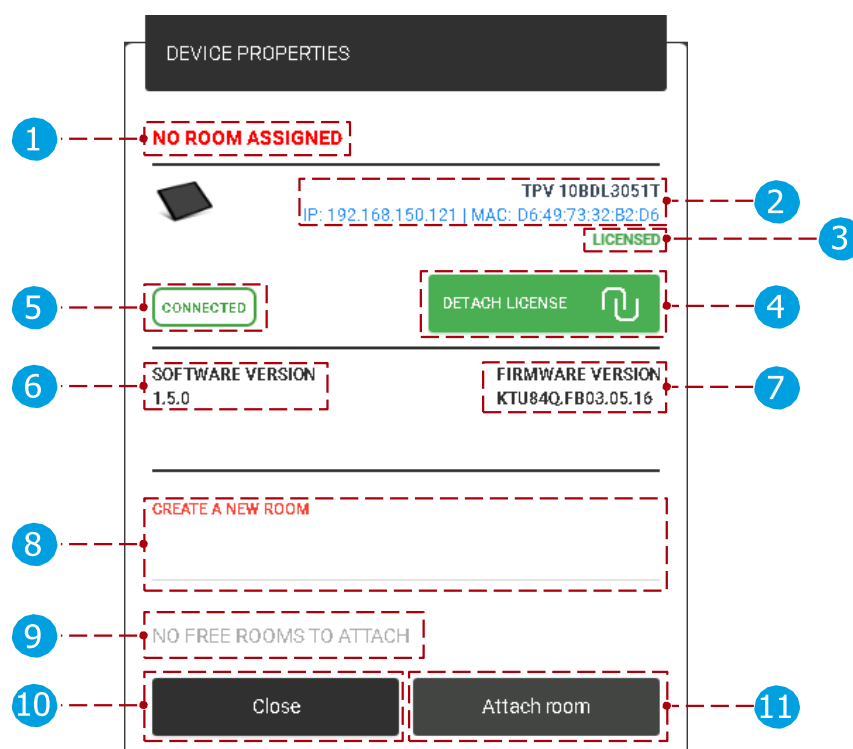 DEVICE PROPERTIES
1
NO ROOM ASSIGNED
TPV 10BDL3051T
2
IP: 192.168.150.121 | MAC: D6:49:73:32:B2:D6
LICENSED
3
5
CONNECTED
DETACH LICENSE
4
6
SOFTWARE VERSION
1.5.0
FIRMWARE VERSION
KTU84Q.FB03.05.16
7
CREATE A NEW ROOM
8
9
NO FREE ROOMS TO ATTACH
10
Close
Attach room
11